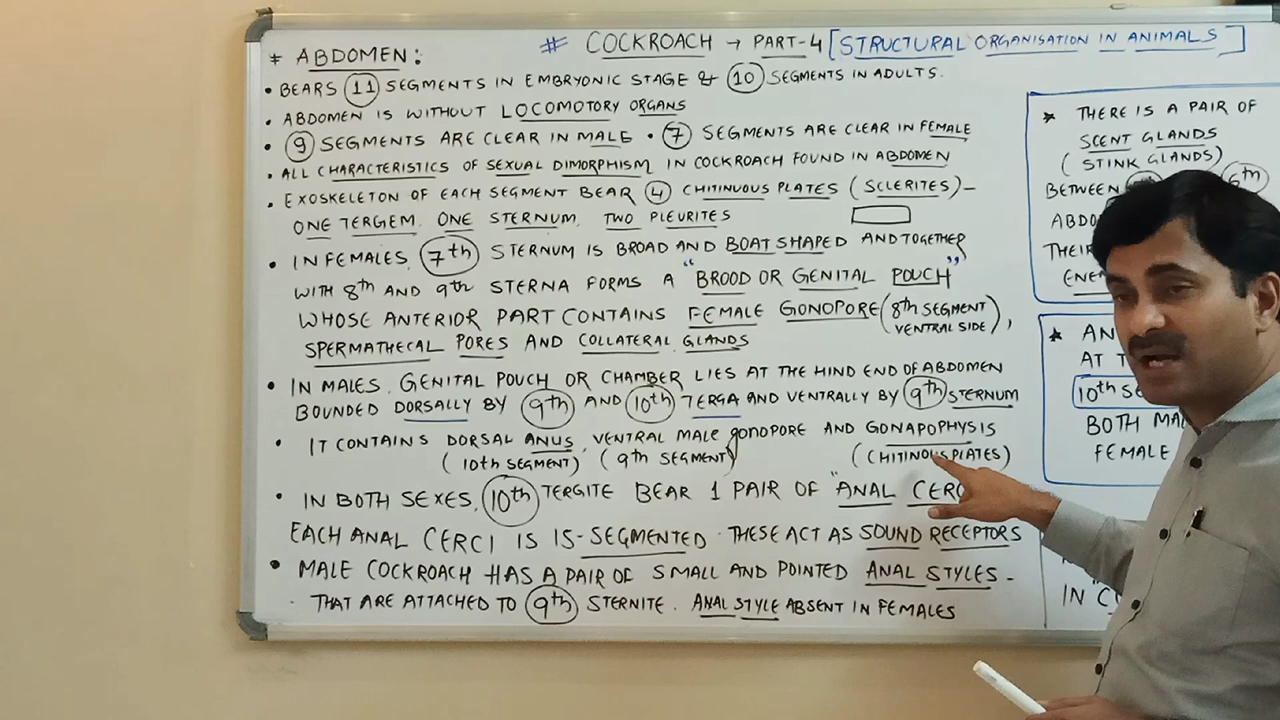 # COCKROACH → PART-4 [STRUCTURAL ORGANISATION IN ANIMALS]
* ABDOMEN:
• BEARS 11 SEGMENTS IN EMBRYONIC STAGE & 10 SEGMENTS IN ADULTS.
• ABDOMEN IS WITHOUT LOCOMOTORY ORGANS
• 9 SEGMENTS ARE CLEAR IN MALE • 7 SEGMENTS ARE CLEAR IN FEMALE
• ALL CHARACTERISTICS OF SEXUAL DIMORPHISM IN COCKROACH FOUND IN ABDOMEN
• EXOSKELETON OF EACH SEGMENT BEAR 4 CHITINUOUS PLATES (SCLERITES)-
ONE TERGEM, ONE STERNUM, TWO PLEURITES
• IN FEMALES, 7th STERNUM IS BROAD AND BOAT SHAPED AND TOGETHER
WITH 8th AND 9th STERNA FORMS A "BROOD OR GENITAL POUCH"
WHOSE ANTERIOR PART CONTAINS FEMALE GONOPORE (8th SEGMENT
VENTRAL SIDE),
SPERMATHECAL PORES AND COLLATERAL GLANDS
• IN MALES, GENITAL POUCH OR CHAMBER LIES AT THE HIND END OF ABDOMEN
BOUNDED DORSALLY BY 9th AND 10th TERGA AND VENTRALLY BY 9th STERNUM
• IT CONTAINS DORSAL ANUS, VENTRAL MALE gONOPORE AND GONAPOPHYSIS
(10th SEGMENT) (9th SEGMENT) (CHITINOUS PLATES)
• IN BOTH SEXES, 10th TERGITE BEAR 1 PAIR OF "ANAL CERC
EACH ANAL CERCI IS 15-SEGMENTED. THESE ACT AS SOUND RECEPTORS
• MALE COCKROACH HAS A PAIR OF SMALL AND POINTED ANAL STYLES -
THAT ARE ATTACHED TO 9th STERNITE. ANAL STYLE ABSENT IN FEMALES
* THERE IS A PAIR OF
SCENT GLANDS
(STINK GLANDS)
BETWEEN 6th
ABDO
THEIR
ENE
* AN
AT T
10th SE
BOTH MA
FEMALE
IN C